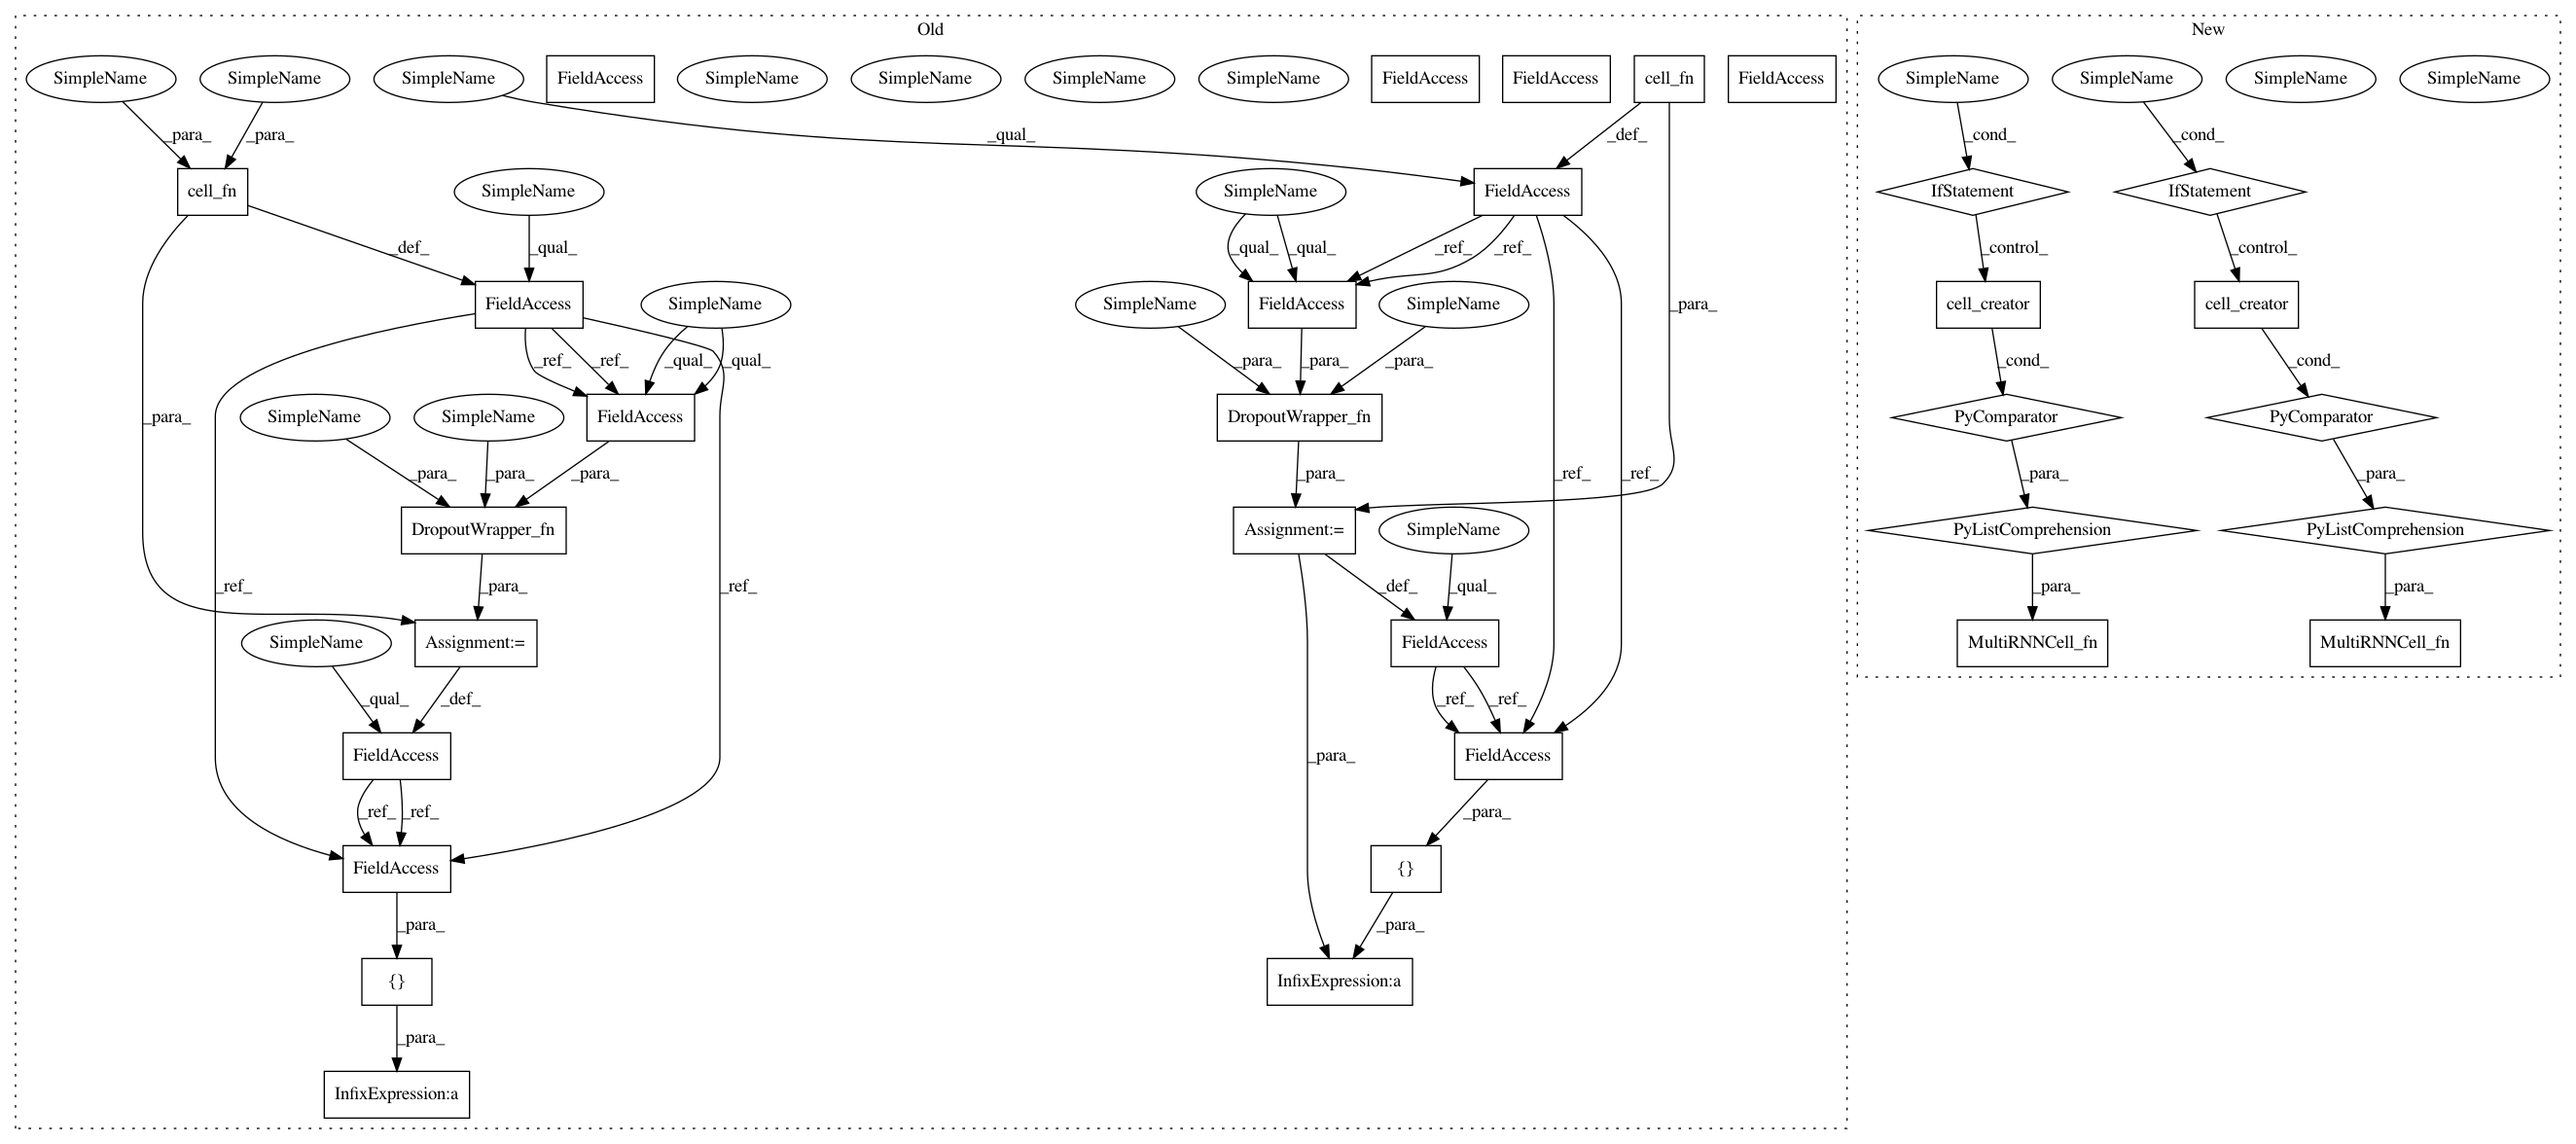 Old
New
SimpleName
SimpleName
SimpleName
FieldAccess
SimpleName
SimpleName
SimpleName
SimpleName
FieldAccess
FieldAccess
cell_fn
FieldAccess
SimpleName
SimpleName
SimpleName
SimpleName
_para_
_para_
_qual_
_def_
_cond_
_cond_
cell_fn
SimpleName
SimpleName
FieldAccess
IfStatement
IfStatement
_def_
_qual_
_qual_
_qual_
_ref_
_ref_
_control_
_control_
FieldAccess
SimpleName
SimpleName
FieldAccess
SimpleName
_para_
cell_creator
cell_creator
_ref_
_ref_
_qual_
_qual_
_para_
_para_
_para_
_cond_
_cond_
SimpleName
SimpleName
FieldAccess
DropoutWrapper_fn
PyComparator
PyComparator
_para_
_para_
_para_
_para_
_para_
_ref_
_ref_
_para_
_para_
DropoutWrapper_fn
Assignment:=
SimpleName
PyListComprehension
PyListComprehension
_ref_
_para_
_ref_
_def_
_qual_
_para_
_para_
SimpleName
Assignment:=
FieldAccess
MultiRNNCell_fn
MultiRNNCell_fn
_qual_
_def_
_ref_
_ref_
FieldAccess
_para_
FieldAccess
_ref_
_ref_
_para_
FieldAccess
{}
_para_
_para_
{}
InfixExpression:a
_para_
InfixExpression:a